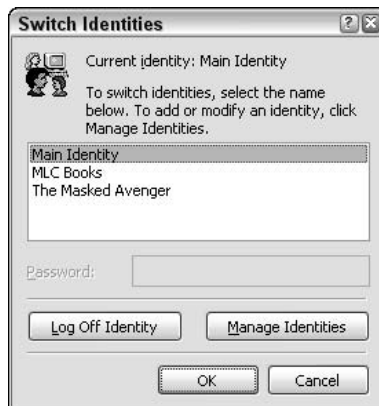 Switch Identities
Current identity: Main Identity
To switch identities, select the name
below. To add or modify an identity, click
Manage Identities.
Main Identity
MLC Books
The Masked Avenger
Password:
Log Off Identity Manage Identities
OK Cancel